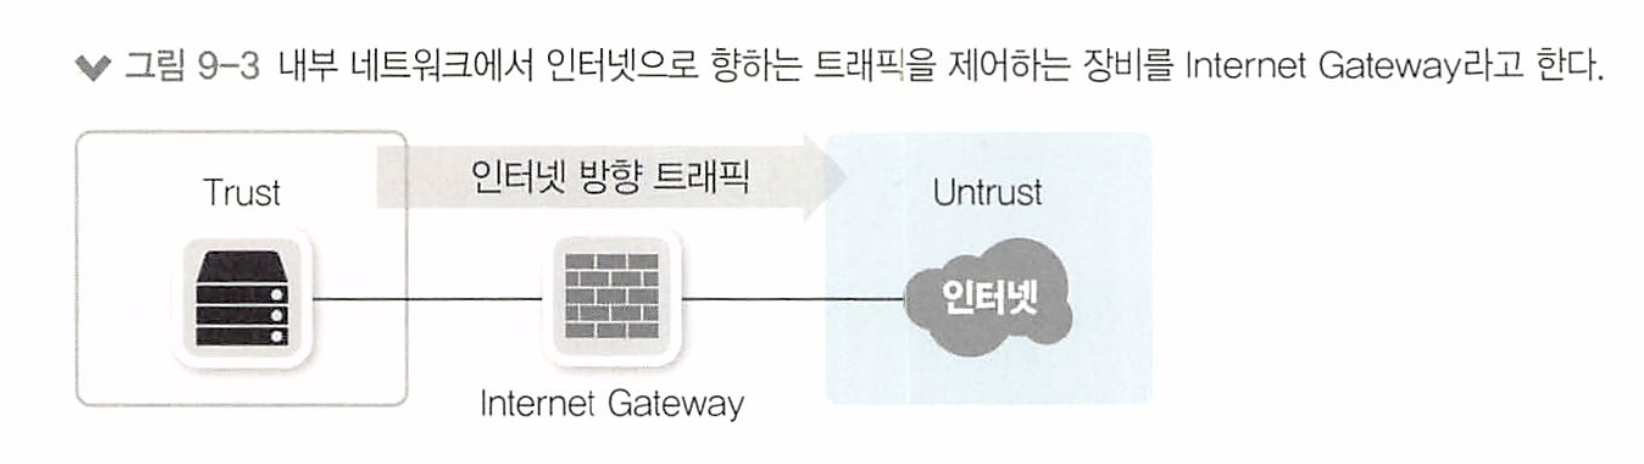 그림 9-3 내부 네트워크에서 인터넷으로 향하는 트래픽을 제어하는 장비를 Internet Gateway라고 한다.
인터넷 방향 트래픽
Trust
Untrust
인터넷
Internet Gateway